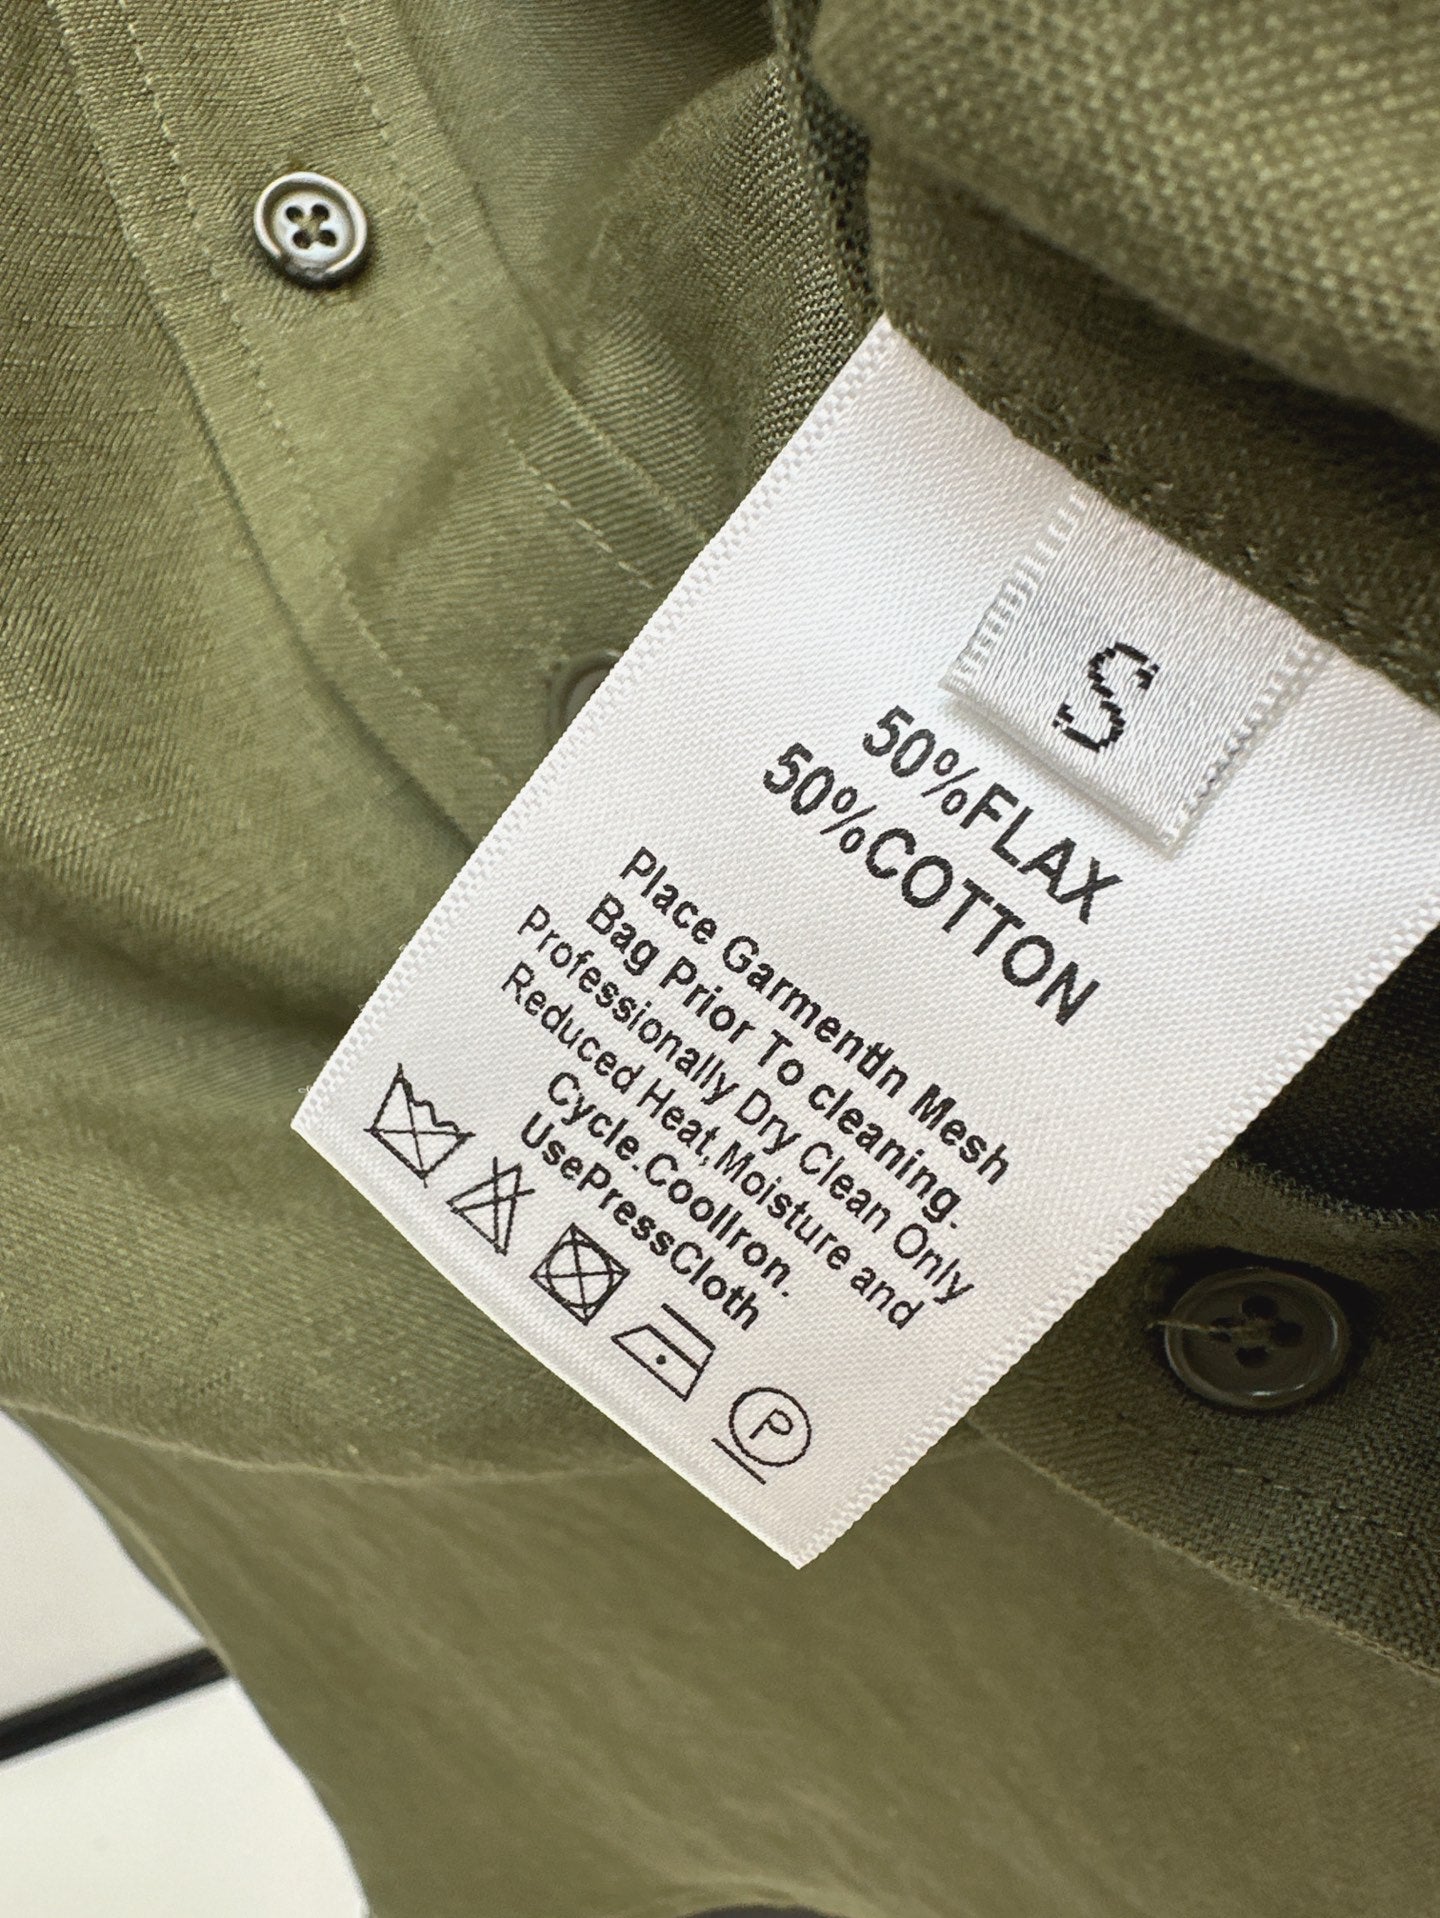 S
50%FLAX
50%COTTON
Place GarmentIn Mesh
Bag Prior To cleaning.
Professionally Dry Clean Only
Reduced Heat,Moisture and
Cycle.CoolIron.
UsePressCloth
P